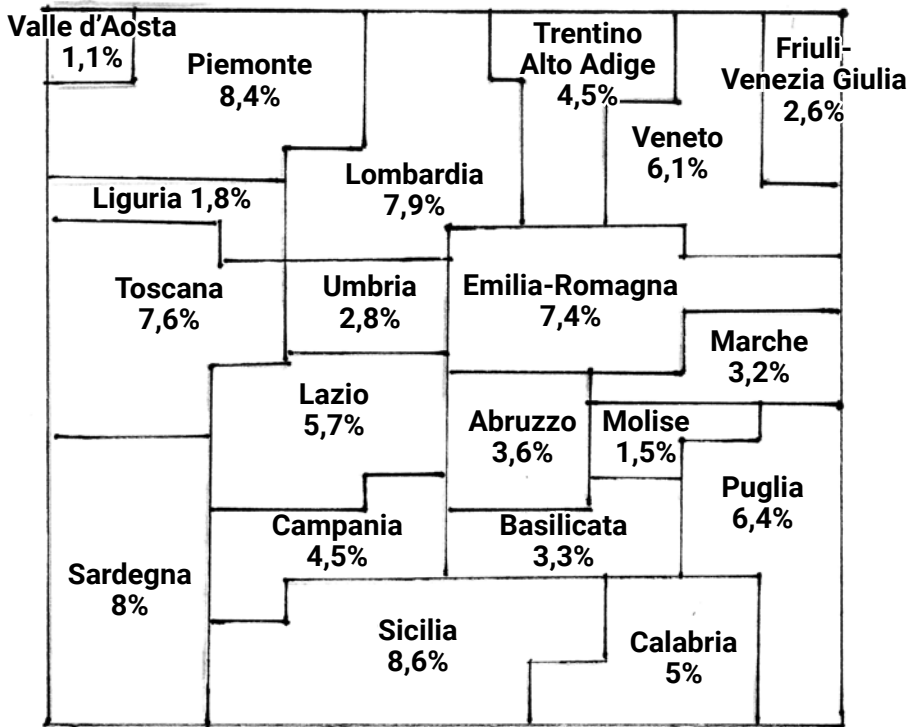 Valle d'Aosta
1,1%
Piemonte
8,4%
Trentino
Alto Adige
4,5%
Friuli-
Venezia Giulia
2,6%
Veneto
6,1%
Lombardia
7,9%
Liguria 1,8%
Toscana
7,6%
Umbria
2,8%
Emilia-Romagna
7,4%
Marche
3,2%
Lazio
5,7%
Abruzzo
3,6%
Molise
1,5%
Puglia
6,4%
Campania
4,5%
Basilicata
3,3%
Sardegna
8%
Sicilia
8,6%
Calabria
5%